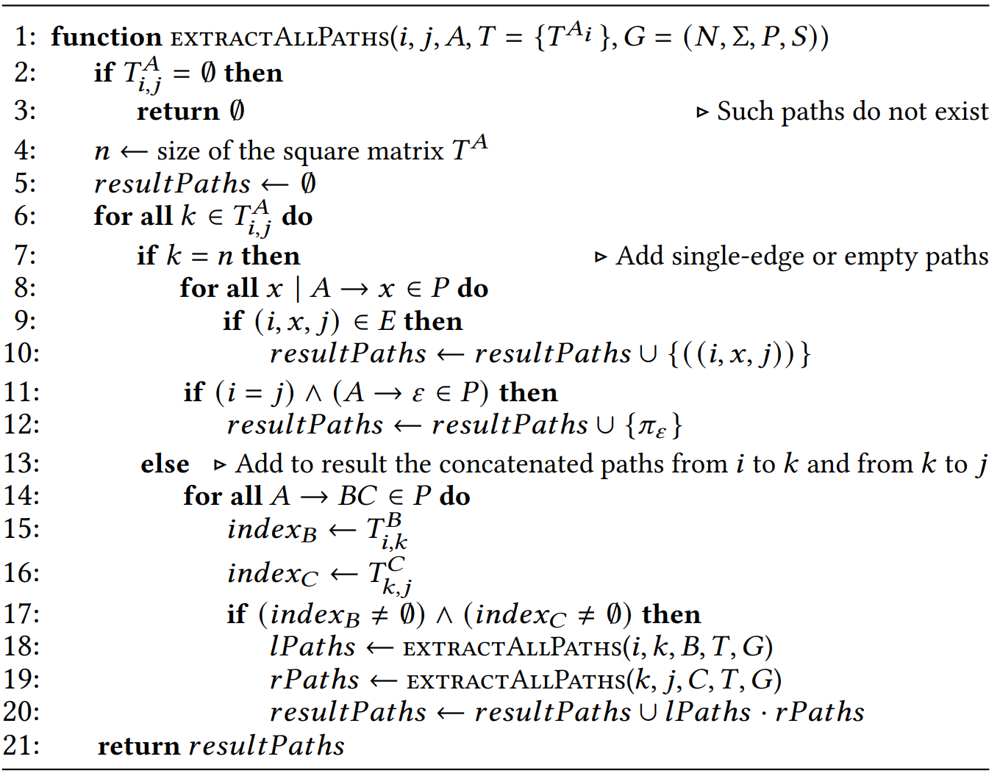 1: function EXTRACTALLPATHS(i, j, A, T = {T^{A_i}}, G = (N, Σ, P, S))
2: if T^A_{i,j} = ∅ then
3: return ∅ ▹ Such paths do not exist
4: n ← size of the square matrix T^A
5: resultPaths ← ∅
6: for all k ∈ T^A_{i,j} do
7: if k = n then ▹ Add single-edge or empty paths
8: for all x | A → x ∈ P do
9: if (i, x, j) ∈ E then
10: resultPaths ← resultPaths ∪ {((i, x, j))}
11: if (i = j) ∧ (A → ε ∈ P) then
12: resultPaths ← resultPaths ∪ {π_ε}
13: else ▹ Add to result the concatenated paths from i to k and from k to j
14: for all A → BC ∈ P do
15: index_B ← T^B_{i,k}
16: index_C ← T^C_{k,j}
17: if (index_B ≠ ∅) ∧ (index_C ≠ ∅) then
18: lPaths ← EXTRACTALLPATHS(i, k, B, T, G)
19: rPaths ← EXTRACTALLPATHS(k, j, C, T, G)
20: resultPaths ← resultPaths ∪ lPaths · rPaths
21: return resultPaths